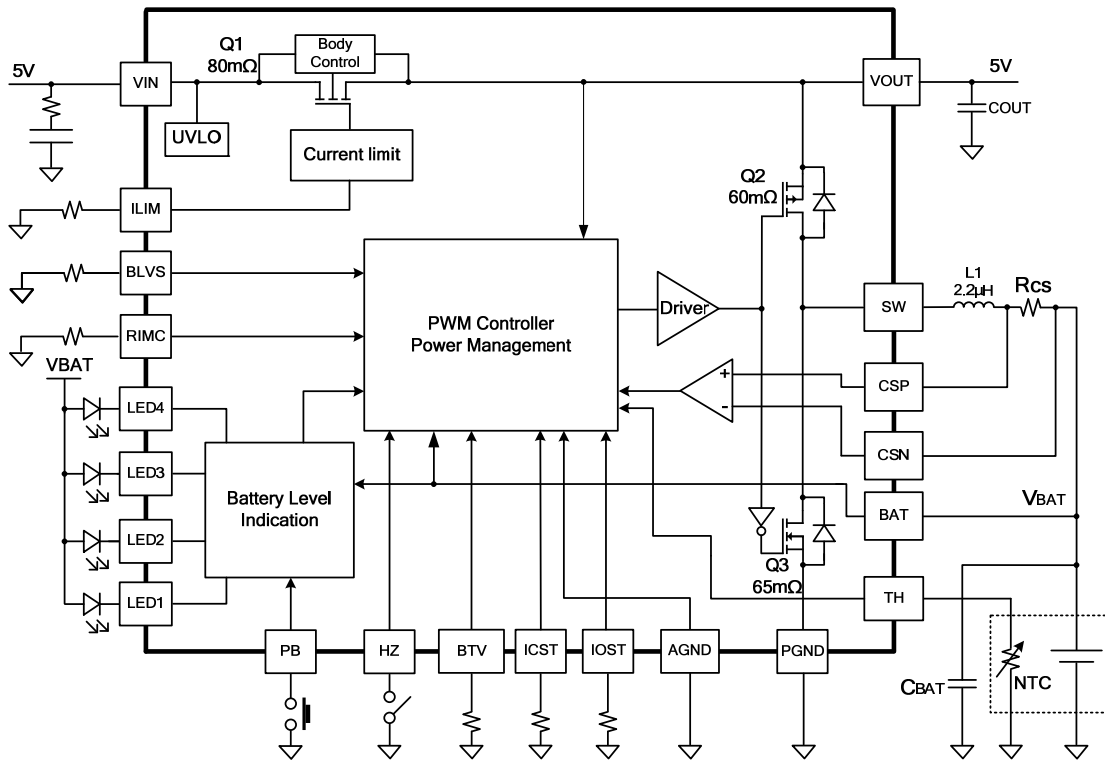 Q1
80mΩ
Body
Control
5V
VIN
VOUT
5V
COUT
UVLO
Current limit
Q2
60mΩ
ILIM
BLVS
RIMC
PWM Controller
Power Management
Driver
SW
L1
2.2µH
Rcs
VBAT
+
-
CSP
CSN
LED4
LED3
LED2
LED1
Battery Level
Indication
BAT
VBAT
Q3
65mΩ
TH
PB
HZ
BTV
ICST
IOST
AGND
PGND
CBAT
NTC